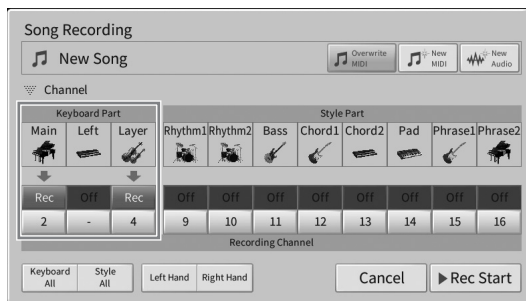 Song Recording
New Song
Overwrite MIDI
New MIDI
New Audio
Channel
Keyboard Part Style Part
Main Left Layer Rhythm1 Rhythm2 Bass Chord1 Chord2 Pad Phrase1 Phrase2
Rec Off Rec Off Off Off Off Off Off Off Off
2 - 4 9 10 11 12 13 14 15 16
Recording Channel
Keyboard All
Style All
Left Hand Right Hand Cancel Rec Start